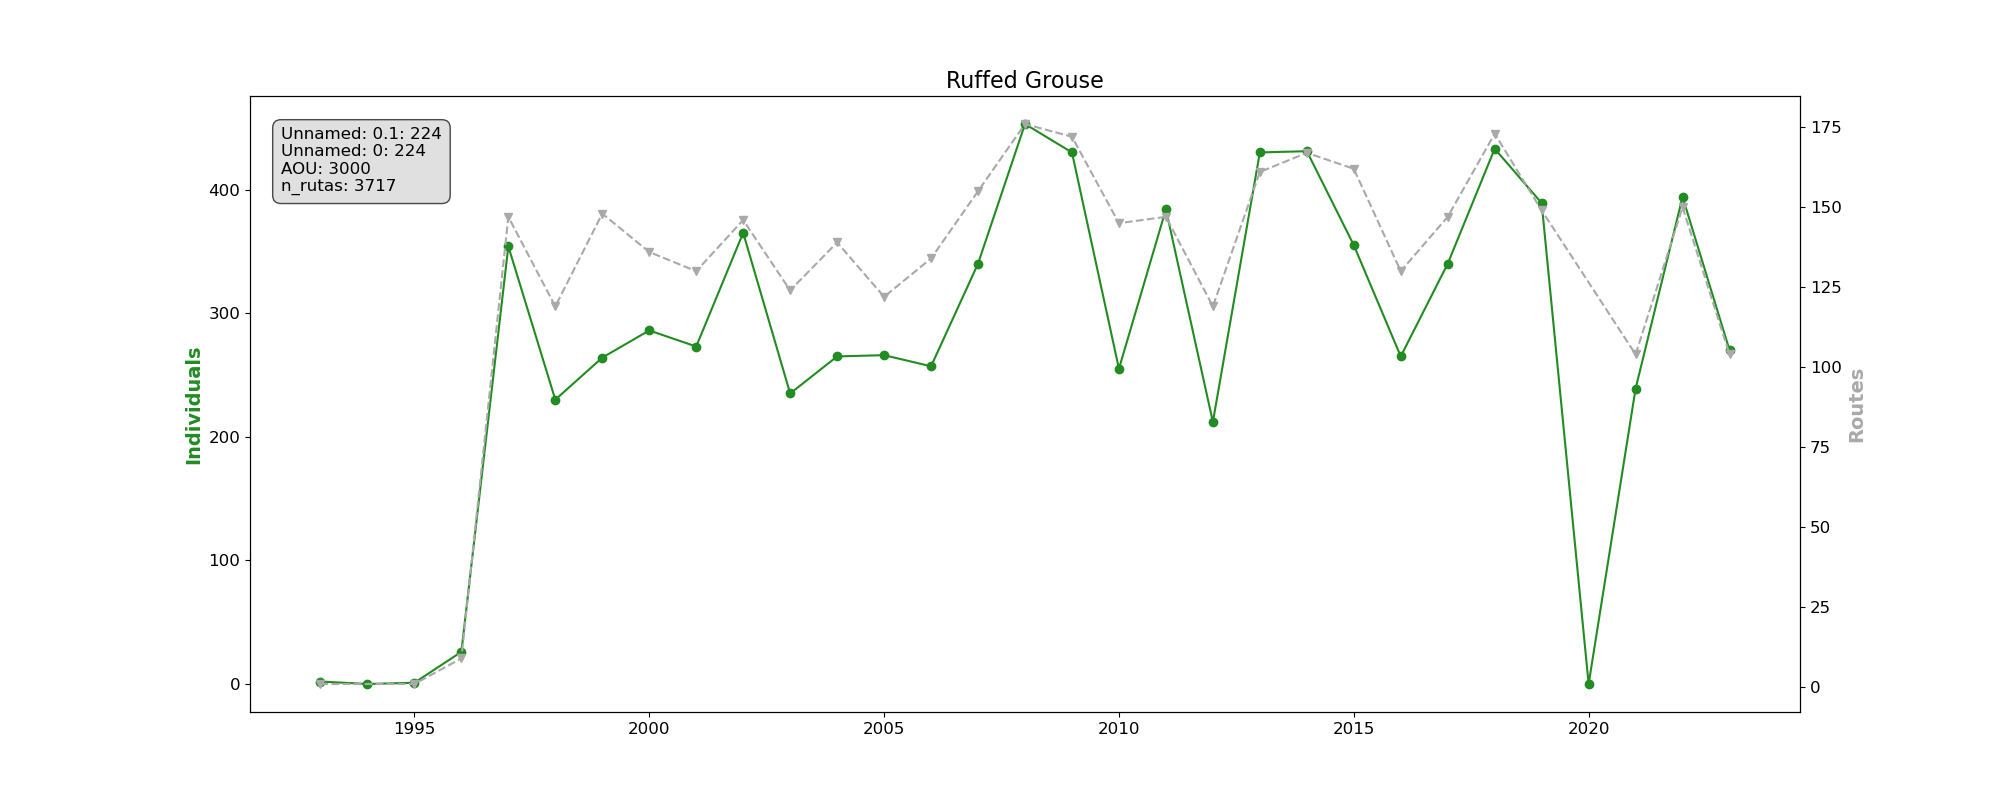 Ruffed Grouse
Unnamed: 0.1: 224
Unnamed: 0: 224
AOU: 3000
n_rutas: 3717
Individuals
400
300
200
100
0
Routes
175
150
125
100
75
50
25
0
1995
2000
2005
2010
2015
2020